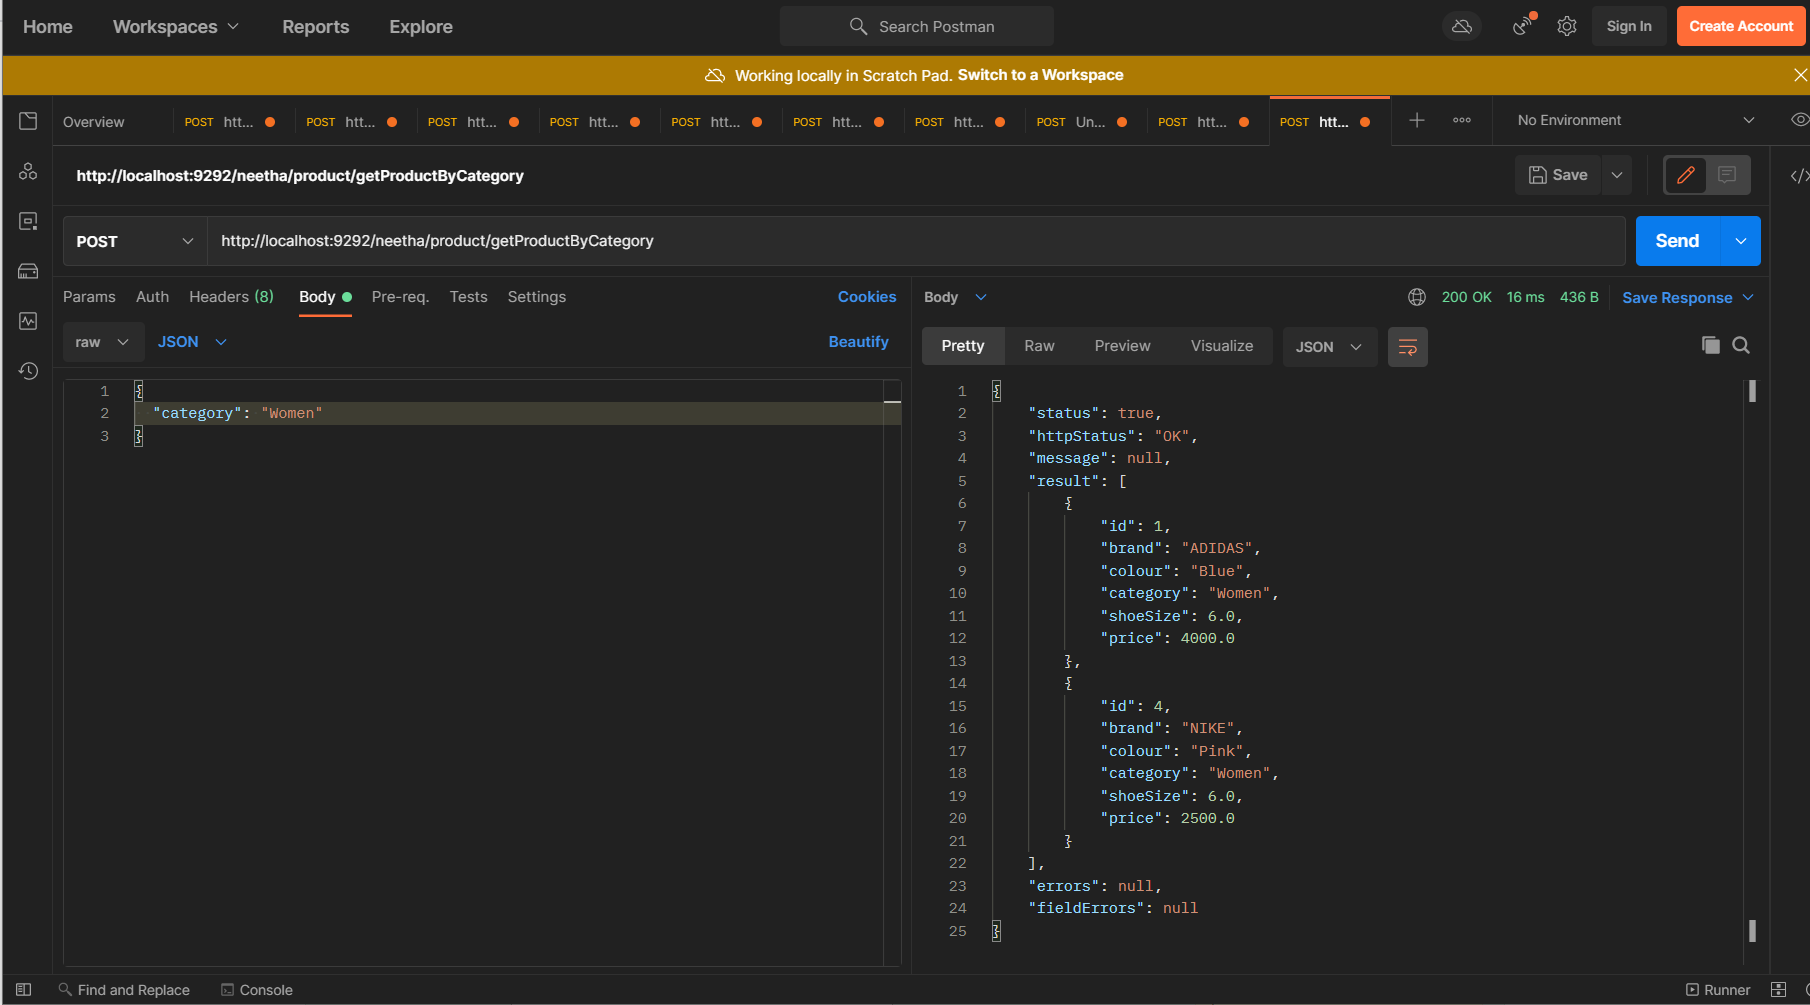 Home Workspaces Reports Explore Search Postman Sign In Create Account
Working locally in Scratch Pad. Switch to a Workspace
Overview POST htt... POST htt... POST htt... POST htt... POST htt... POST htt... POST htt... POST Un... POST htt... POST htt... No Environment
http://localhost:9292/neetha/product/getProductByCategory Save
POST http://localhost:9292/neetha/product/getProductByCategory Send
Params Auth Headers (8) Body Pre-req. Tests Settings Cookies
raw JSON Beautify
1 {
2 "category": "Women"
3 }
Body 200 OK 16 ms 436 B Save Response
Pretty Raw Preview Visualize JSON
1 {
2 "status": true,
3 "httpStatus": "OK",
4 "message": null,
5 "result": [
6 {
7 "id": 1,
8 "brand": "ADIDAS",
9 "colour": "Blue",
10 "category": "Women",
11 "shoeSize": 6.0,
12 "price": 4000.0
13 },
14 {
15 "id": 4,
16 "brand": "NIKE",
17 "colour": "Pink",
18 "category": "Women",
19 "shoeSize": 6.0,
20 "price": 2500.0
21 }
22 ],
23 "errors": null,
24 "fieldErrors": null
25 }
Find and Replace Console Runner